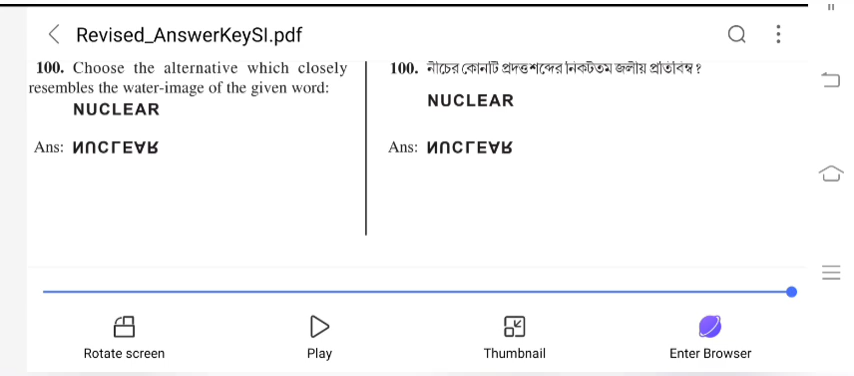 Revised_AnswerKeySI.pdf
100. Choose the alternative which closely
resembles the water-image of the given word:
NUCLEAR
Ans: NUCLEAR
100. নীচের কোনটি প্রদত্ত শব্দের নিকটতম জলীয় প্রতিবিম্ব ?
NUCLEAR
Ans: NUCLEAR
Rotate screen
Play
Thumbnail
Enter Browser